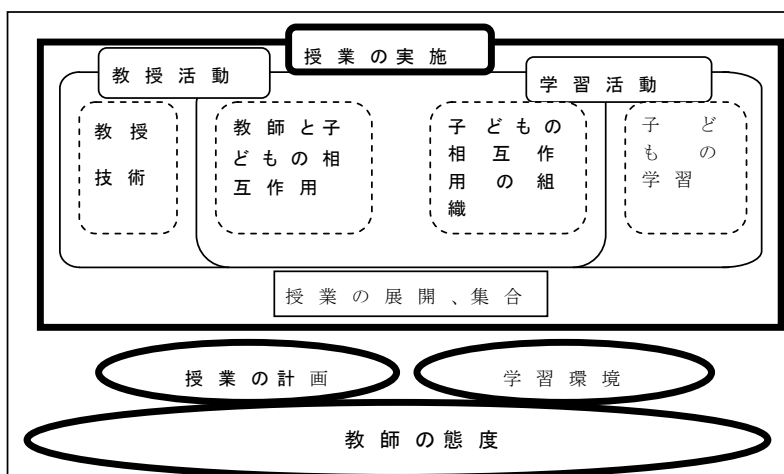 授業の実施
教授活動
学習活動
教授
技術
教師と子
どもの相
互作用
子どもの
相互作
用の組
織
子ど
もの
学習
授業の展開、集合
授業の計画
学習環境
教師の態度